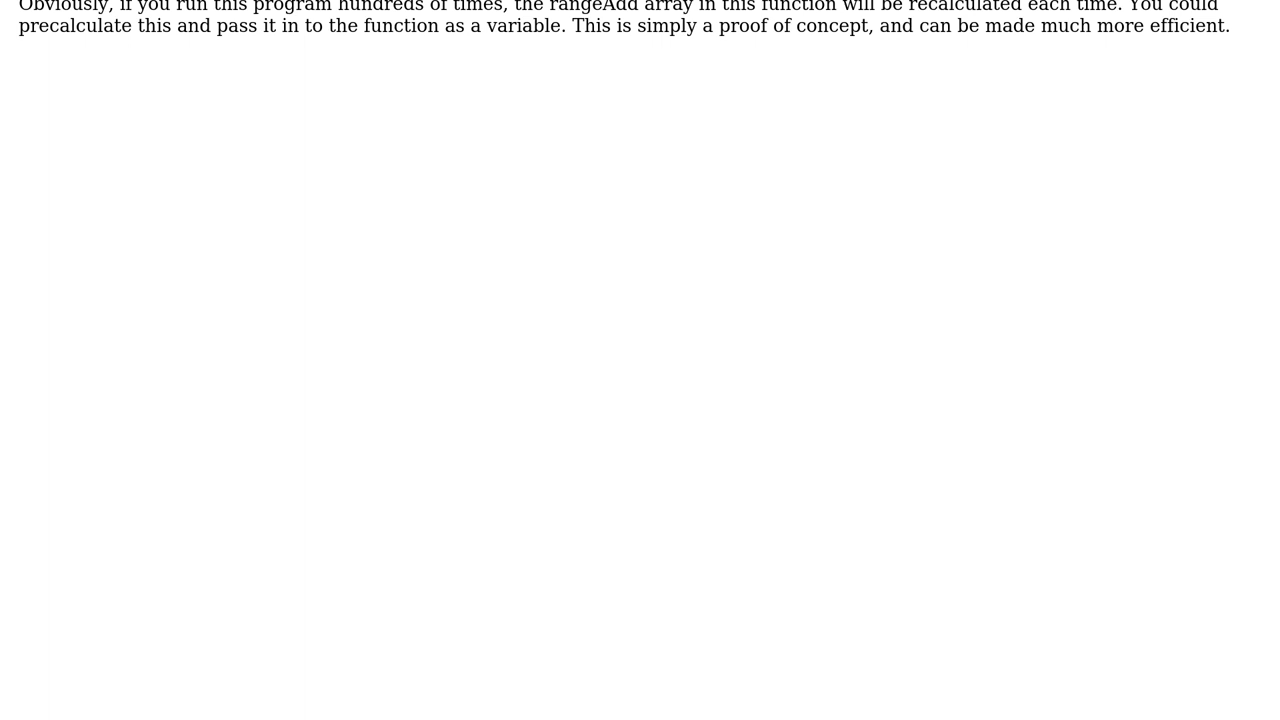 Obviously, if you run this program hundreds of times, the rangeAdd array in this function will be recalculated each time. You could
precalculate this and pass it in to the function as a variable. This is simply a proof of concept, and can be made much more efficient.